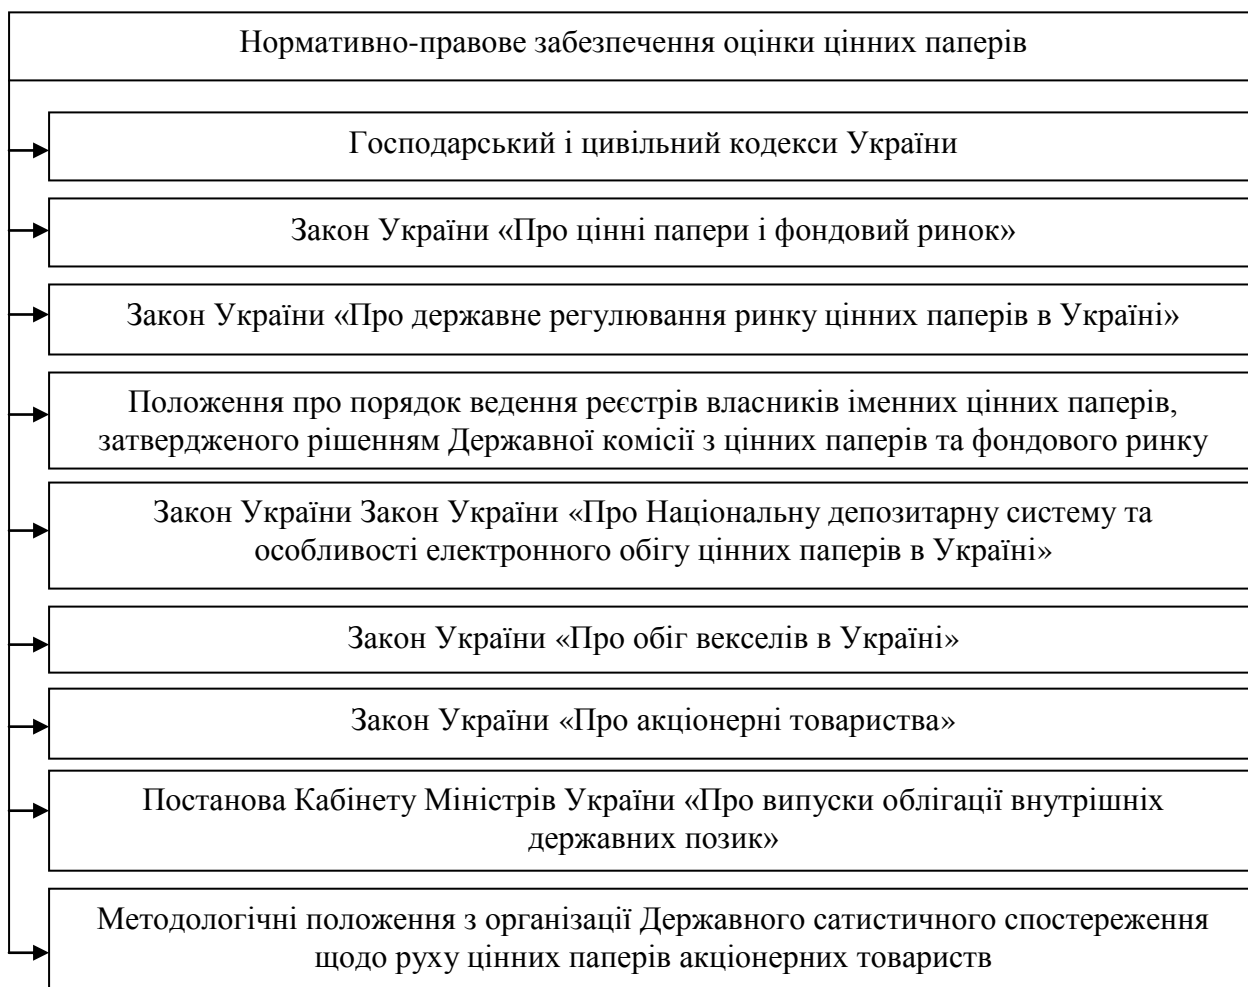 Нормативно-правове забезпечення оцінки цінних паперів
Господарський і цивільний кодекси України
Закон України «Про цінні папери і фондовий ринок»
Закон України «Про державне регулювання ринку цінних паперів в Україні»
Положення про порядок ведення реєстрів власників іменних цінних паперів,
затвердженого рішенням Державної комісії з цінних паперів та фондового ринку
Закон України Закон України «Про Національну депозитарну систему та
особливості електронного обігу цінних паперів в Україні»
Закон України «Про обіг векселів в Україні»
Закон України «Про акціонерні товариства»
Постанова Кабінету Міністрів України «Про випуски облігації внутрішніх
державних позик»
Методологічні положення з організації Державного сатистичного спостереження
щодо руху цінних паперів акціонерних товариств